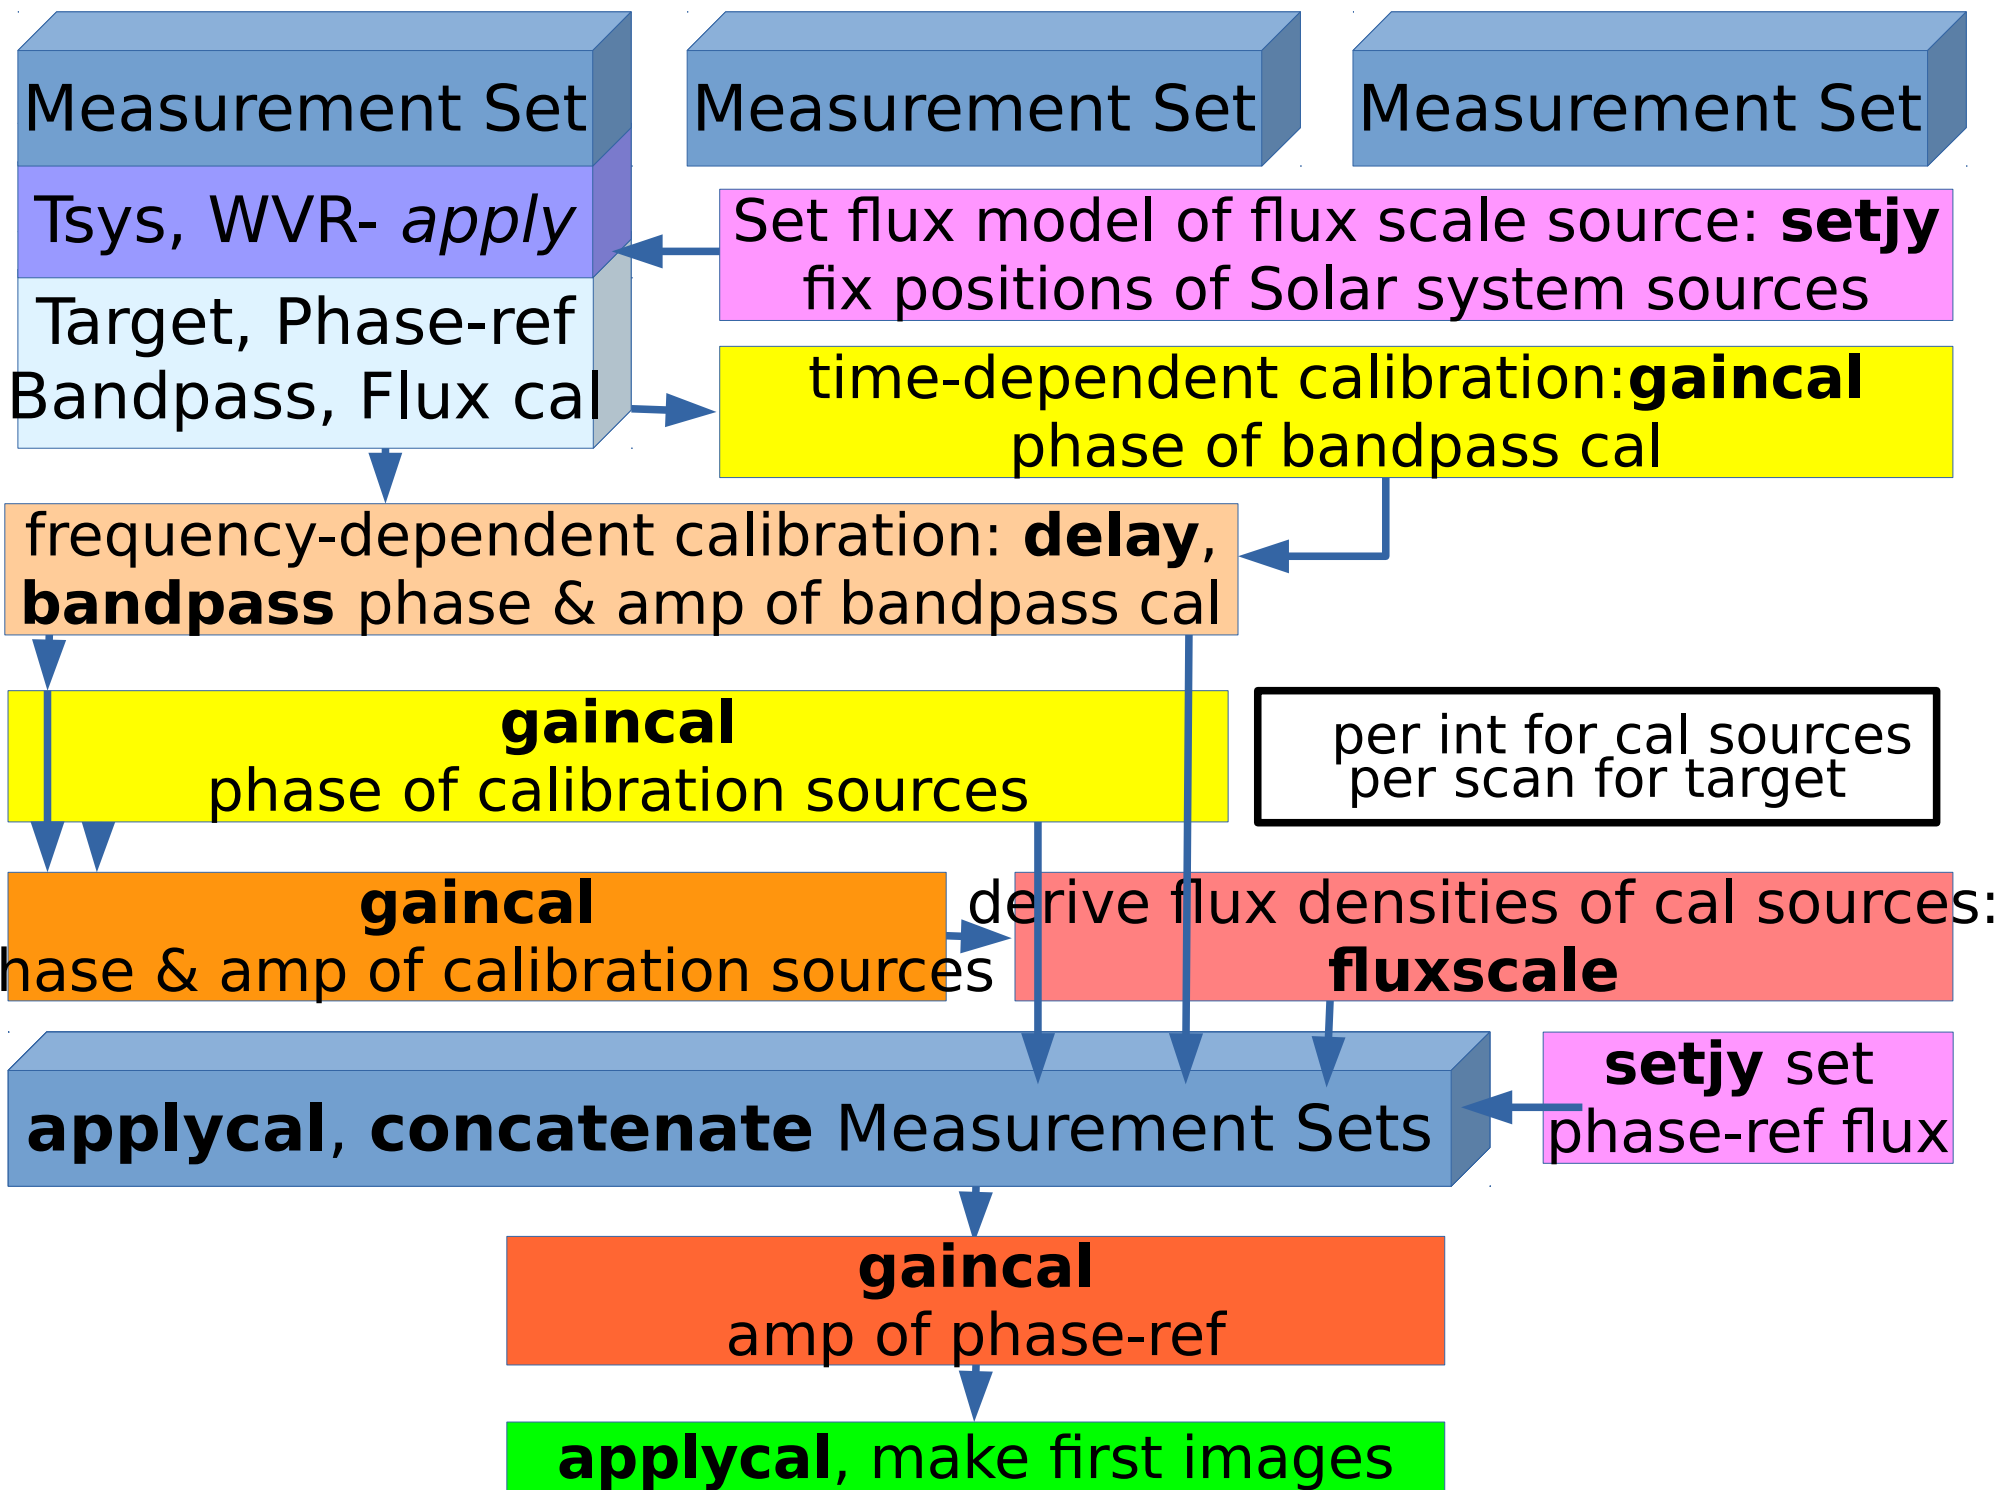 Measurement Set
Measurement Set
Measurement Set
Tsys, WVR- apply
Set flux model of flux scale source: setjy
fix positions of Solar system sources
Target, Phase-ref
Bandpass, Flux cal
time-dependent calibration:gaincal
phase of bandpass cal
frequency-dependent calibration: delay,
bandpass phase & amp of bandpass cal
gaincal
phase of calibration sources
per int for cal sources
per scan for target
gaincal
hase & amp of calibration sources
derive flux densities of cal sources:
fluxscale
applycal, concatenate Measurement Sets
setjy set
phase-ref flux
gaincal
amp of phase-ref
applycal, make first images